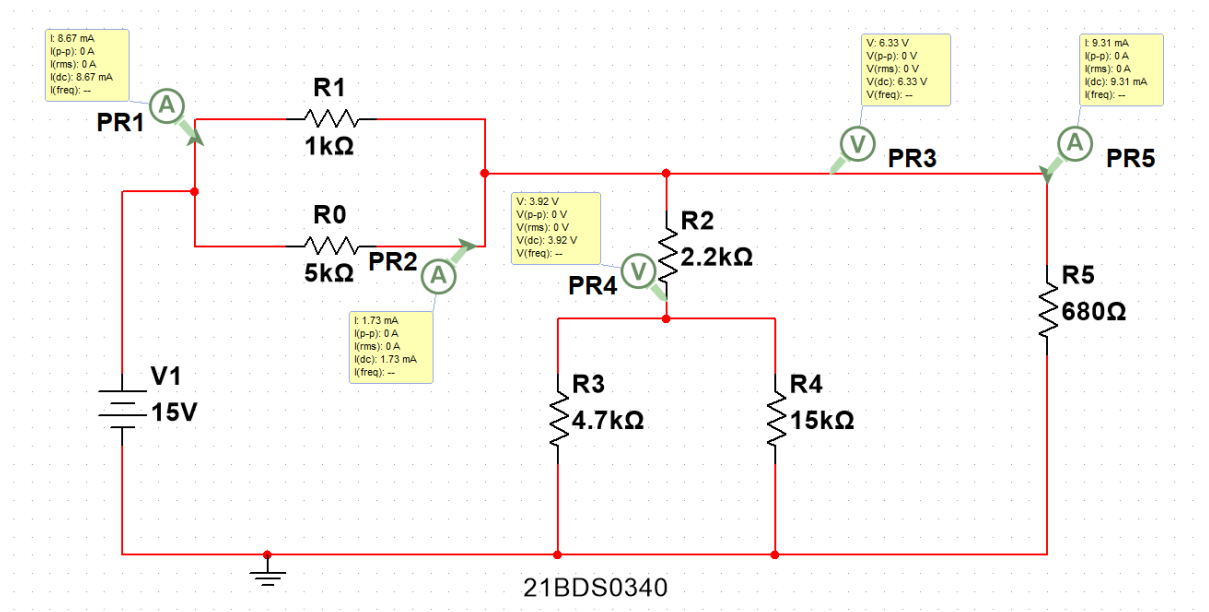 I: 8.67 mA
I(p-p): 0 A
I(rms): 0 A
I(dc): 8.67 mA
I(freq): --
A
PR1
R1
1kΩ
V: 6.33 V
V(p-p): 0 V
V(rms): 0 V
V(dc): 6.33 V
V(freq): --
V
PR3
I: 9.31 mA
I(p-p): 0 A
I(rms): 0 A
I(dc): 9.31 mA
I(freq): --
A
PR5
R0
5kΩ
PR2
A
I: 1.73 mA
I(p-p): 0 A
I(rms): 0 A
I(dc): 1.73 mA
I(freq): --
V: 3.92 V
V(p-p): 0 V
V(rms): 0 V
V(dc): 3.92 V
V(freq): --
V
PR4
R2
2.2kΩ
R5
680Ω
V1
15V
R3
4.7kΩ
R4
15kΩ
21BDS0340